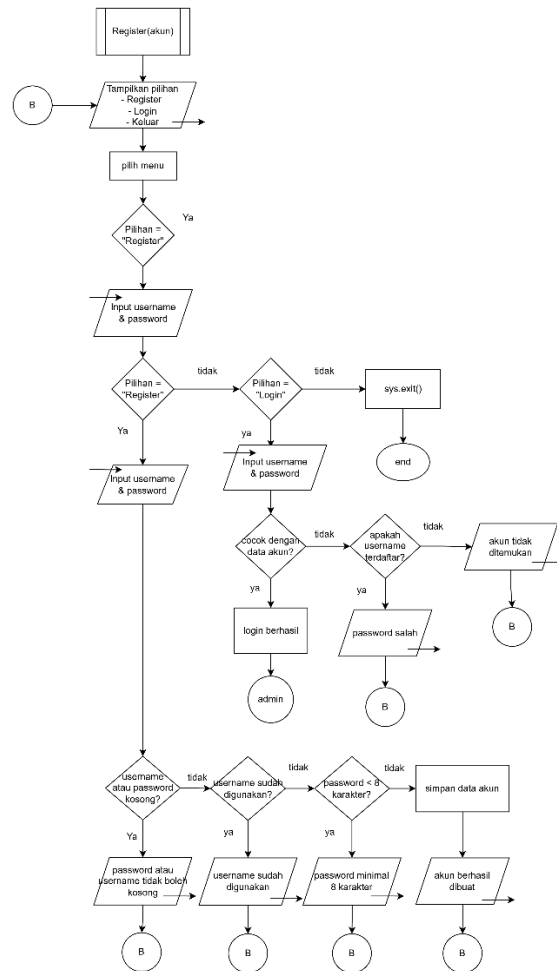 Register(akun)
Tampilkan pilihan
- Register
- Login
- Keluar
B
pilih menu
Ya
Pilihan =
"Register"
Input username
& password
Pilihan =
"Register"
tidak
Pilihan =
"Login"
tidak
sys.exit()
Ya
ya
end
Input username
& password
Input username
& password
cocok dengan
data akun?
tidak
apakah
username
terdaftar?
tidak
akun tidak
ditemukan
ya
ya
login berhasil
password salah
B
admin
B
username
atau password
kosong?
tidak
username sudah
digunakan?
tidak
password < 8
karakter?
tidak
simpan data akun
Ya
ya
ya
password atau
username tidak boleh
kosong
username sudah
digunakan
password minimal
8 karakter
akun berhasil
dibuat
B
B
B
B